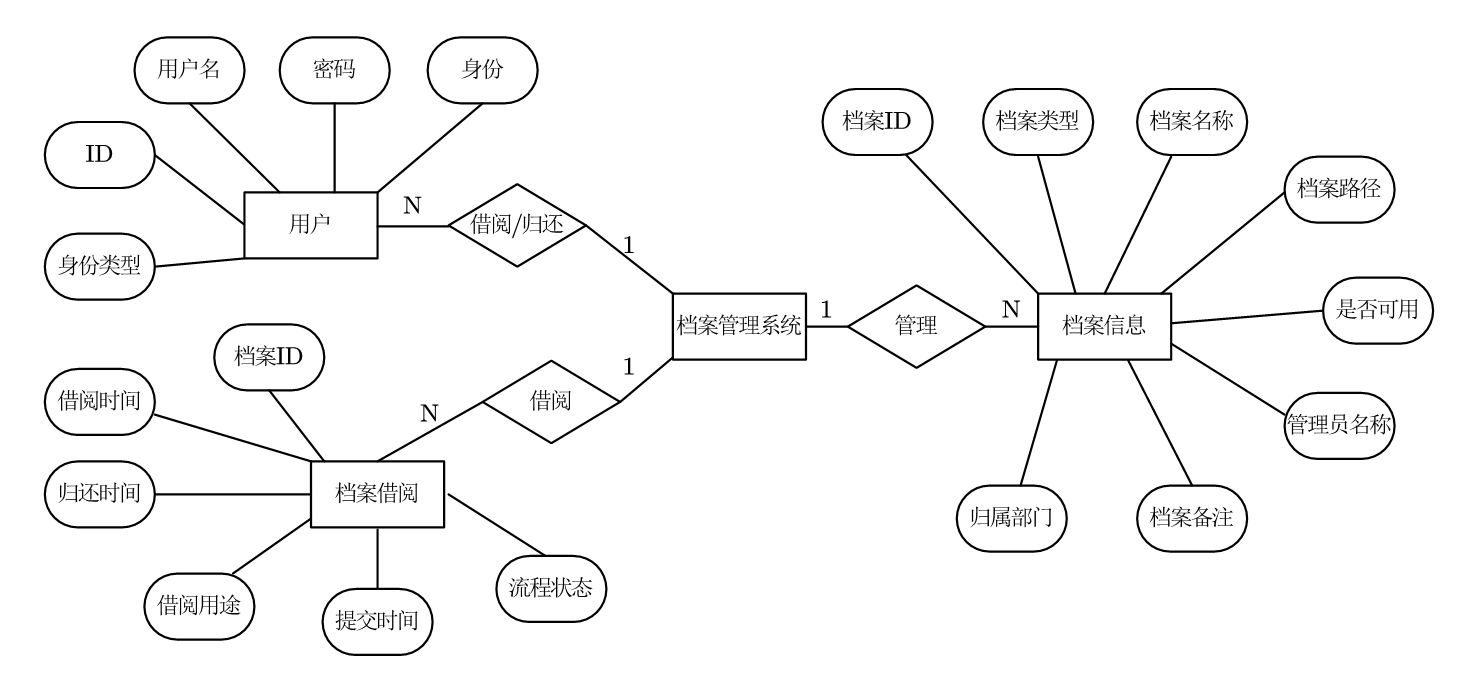 用户名
密码
身份
ID
用户
身份类型
N
借阅/归还
1
档案ID
档案类型
档案名称
档案路径
档案管理系统
1
管理
N
档案信息
是否可用
管理员名称
归属部门
档案备注
档案ID
借阅时间
N
借阅
1
归还时间
档案借阅
借阅用途
提交时间
流程状态